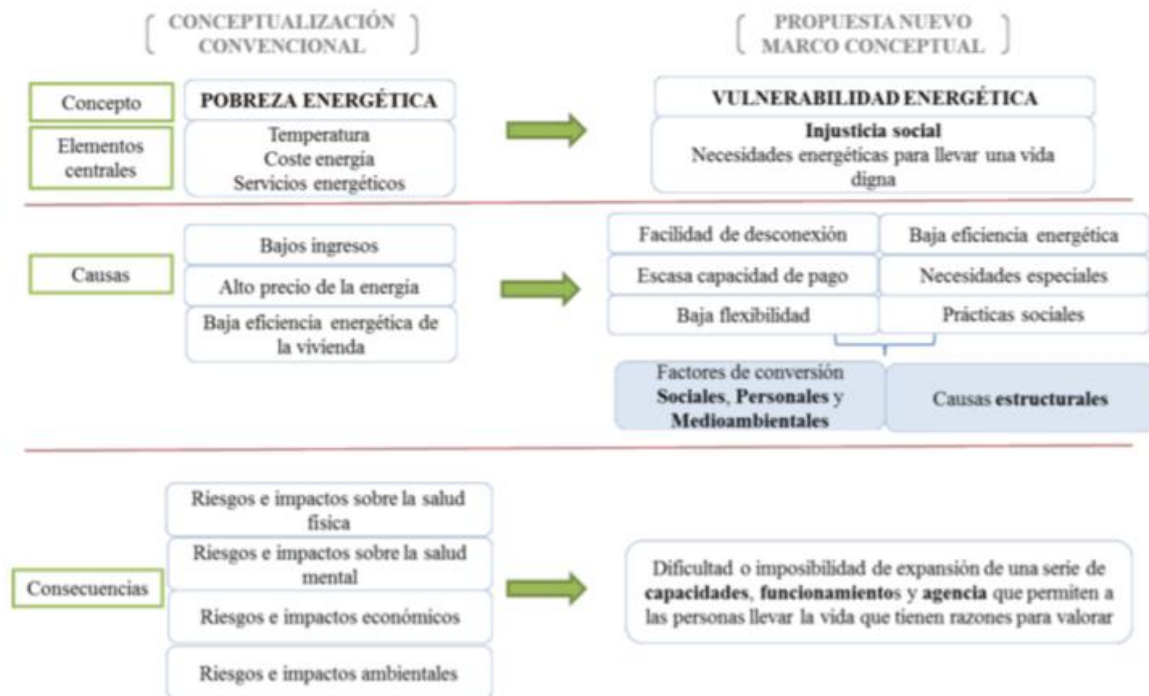 CONCEPTUALIZACIÓN
CONVENCIONAL
PROPUESTA NUEVO
MARCO CONCEPTUAL
Concepto
POBREZA ENERGÉTICA
VULNERABILIDAD ENERGÉTICA
Elementos
centrales
Temperatura
Coste energía
Servicios energéticos
Injusticia social
Necesidades energéticas para llevar una vida
digna
Causas
Bajos ingresos
Alto precio de la energía
Baja eficiencia energética de
la vivienda
Facilidad de desconexión
Baja eficiencia energética
Escasa capacidad de pago
Necesidades especiales
Baja flexibilidad
Prácticas sociales
Factores de conversión
Sociales, Personales y
Medioambientales
Causas estructurales
Consecuencias
Riesgos e impactos sobre la salud
física
Riesgos e impactos sobre la salud
mental
Riesgos e impactos económicos
Riesgos e impactos ambientales
Dificultad o imposibilidad de expansión de una serie de
capacidades, funcionamientos y agencia que permiten a
las personas llevar la vida que tienen razones para valorar